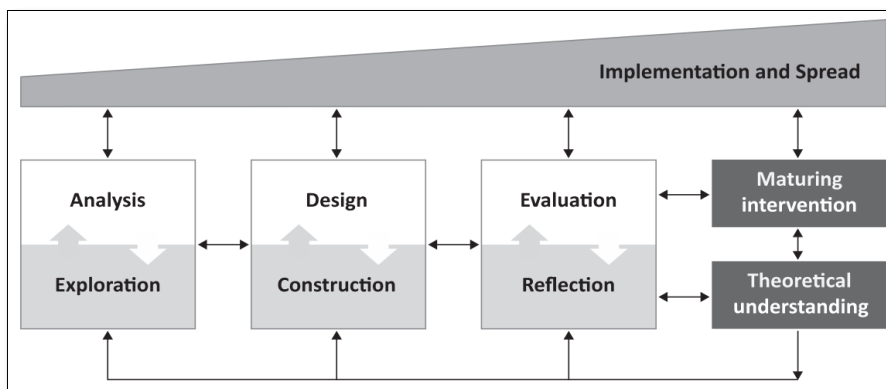 Implementation and Spread
Analysis
Exploration
Design
Construction
Evaluation
Reflection
Maturing
intervention
Theoretical
understanding